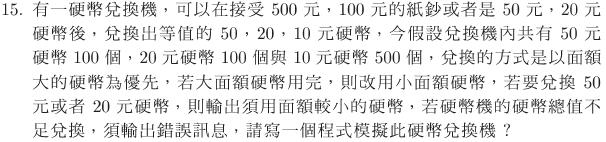 15. 有一硬幣兌換機，可以在接受 500 元，100 元的紙鈔或者是 50 元，20 元
硬幣後，兌換出等值的 50，20，10 元硬幣，今假設兌換機內共有 50 元
硬幣 100 個，20 元硬幣 100 個與 10 元硬幣 500 個，兌換的方式是以面額
大的硬幣為優先，若大面額硬幣用完，則改用小面額硬幣，若要兌換 50
元或者 20 元硬幣，則輸出須用面額較小的硬幣，若硬幣機的硬幣總值不
足兌換，須輸出錯誤訊息，請寫一個程式模擬此硬幣兌換機？